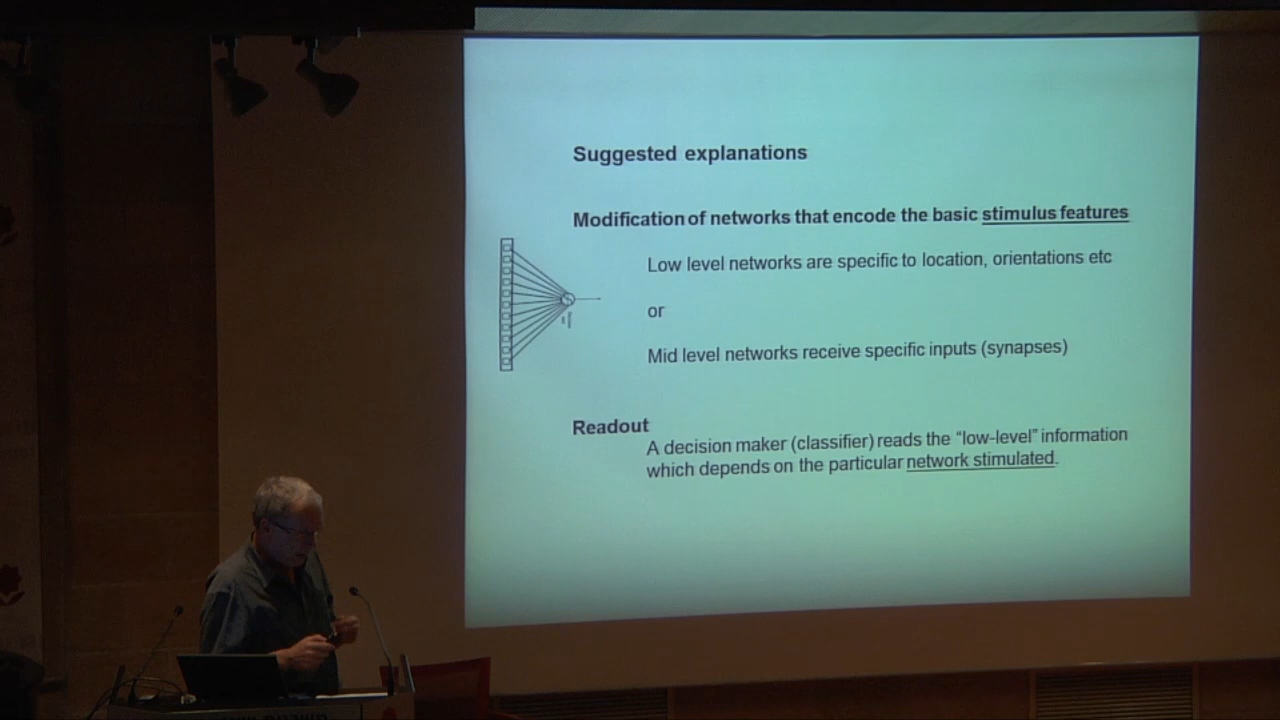 Suggested explanations
Modification of networks that encode the basic stimulus features
Low level networks are specific to location, orientations etc
or
Mid level networks receive specific inputs (synapses)
Readout
A decision maker (classifier) reads the “low-level” information
which depends on the particular network stimulated.